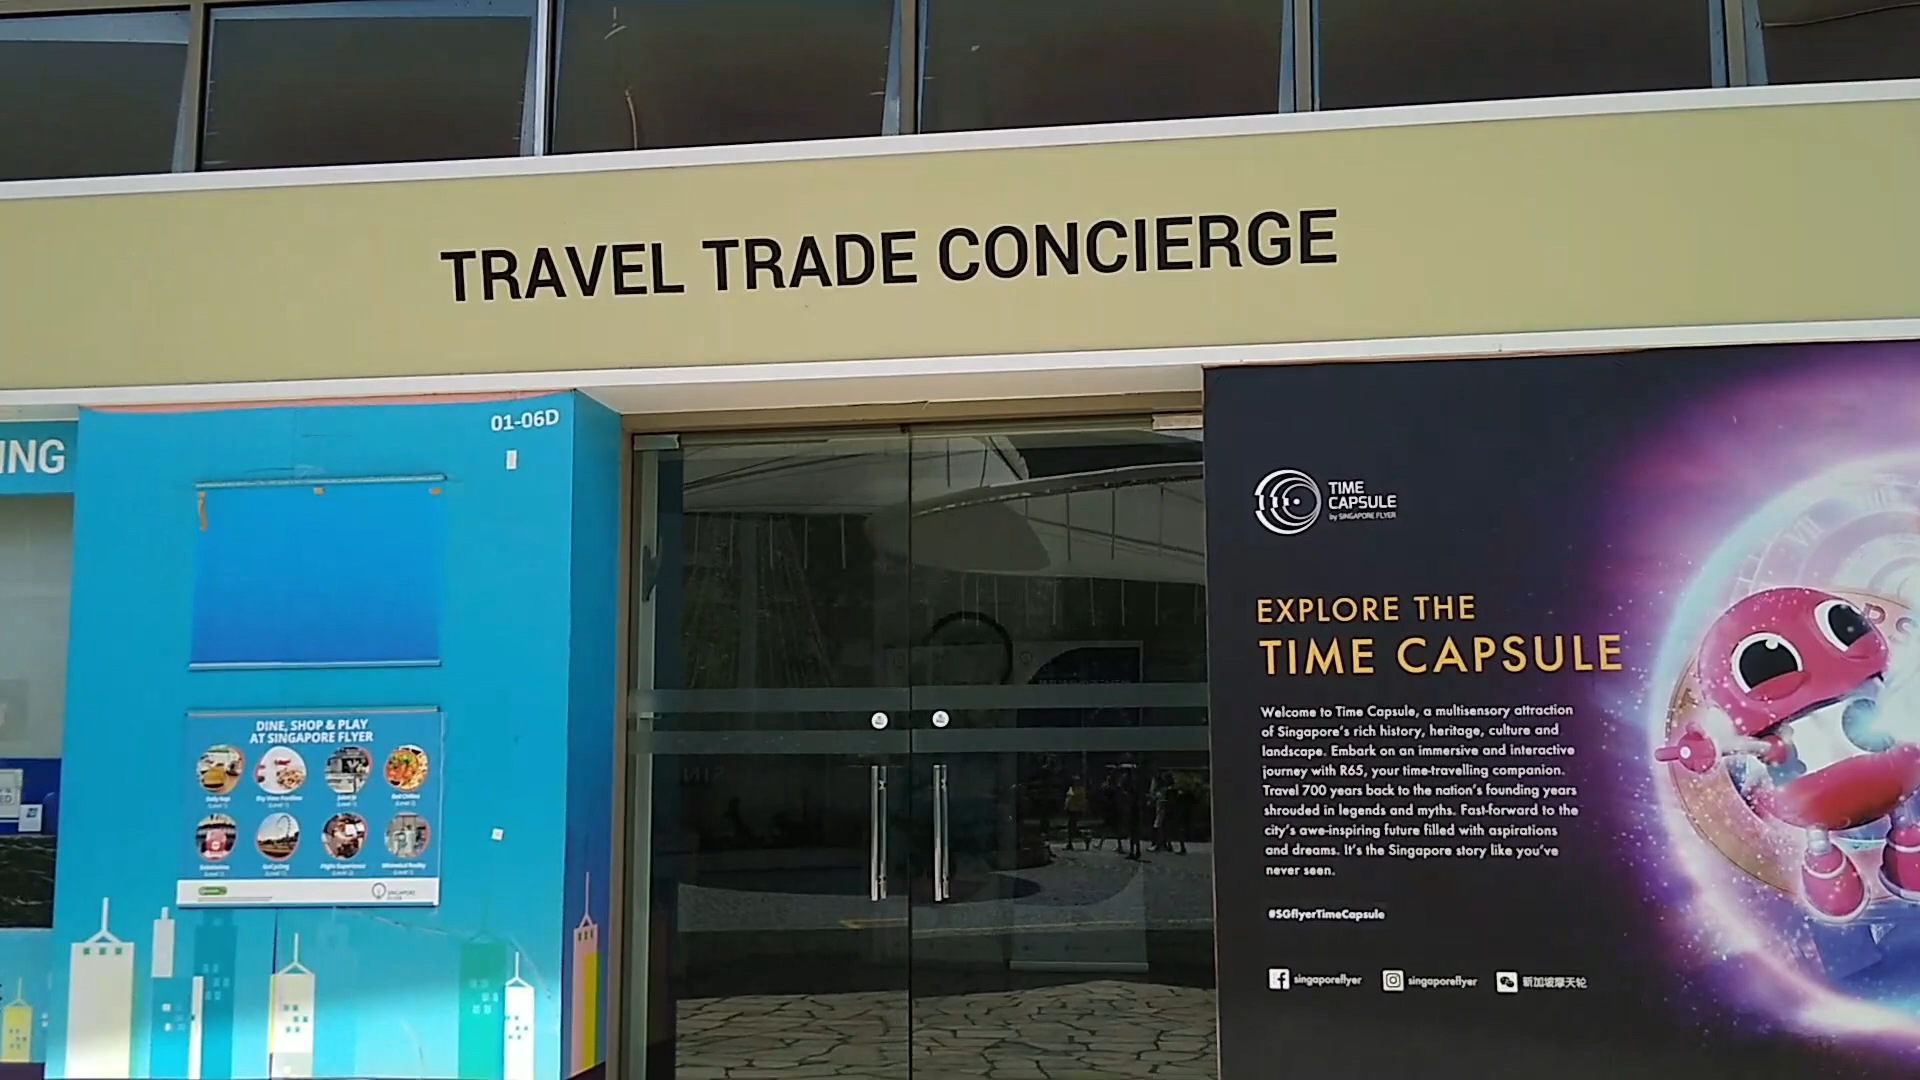 TRAVEL TRADE CONCIERGE
ING
01-06D
DINE, SHOP & PLAY
AT SINGAPORE FLYER
TIME
CAPSULE
by SINGAPORE FLYER
EXPLORE THE
TIME CAPSULE
Welcome to Time Capsule, a multisensory attraction
of Singapore's rich history, heritage, culture and
landscape. Embark on an immersive and interactive
journey with R65, your time-travelling companion.
Travel 700 years back to the nation's founding years
shrouded in legends and myths. Fast-forward to the
city's awe-inspiring future filled with aspirations
and dreams. It's the Singapore story like you've
never seen.
#SGflyerTimeCapsule
singaporeflyer
singaporeflyer
新加坡摩天轮